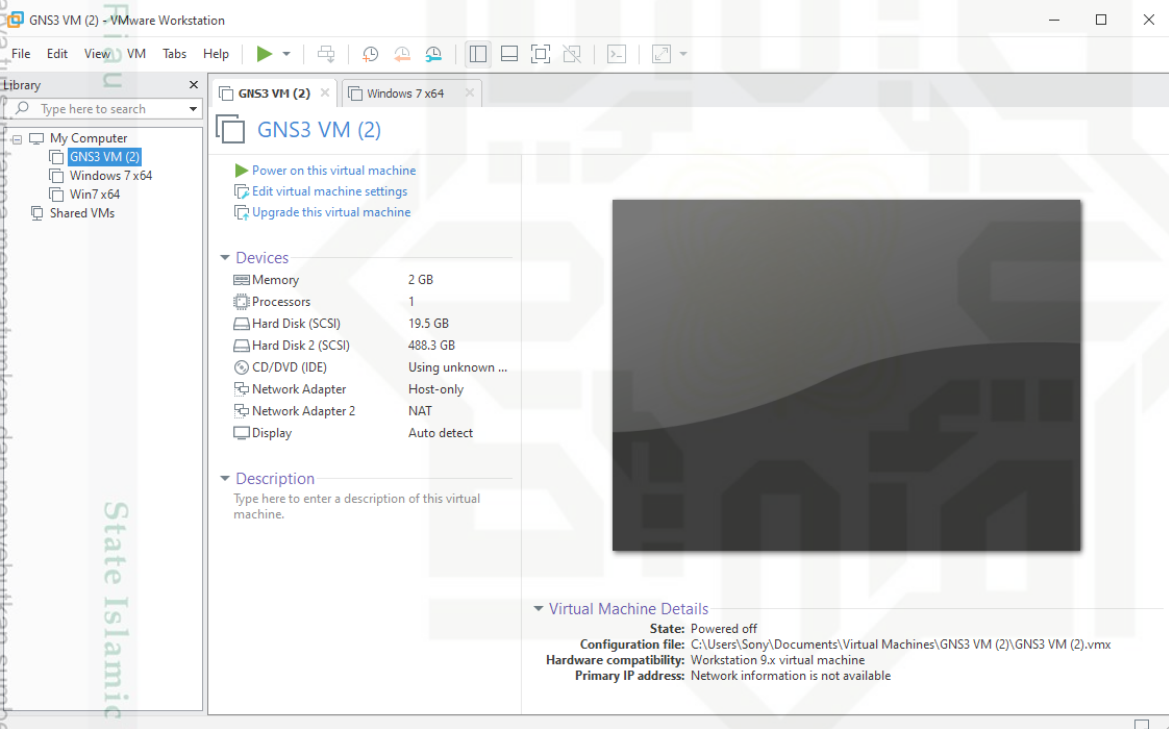 GNS3 VM (2) - VMware Workstation
File Edit View VM Tabs Help
Library
Type here to search
My Computer
GNS3 VM (2)
Windows 7 x64
Win7 x64
Shared VMs
GNS3 VM (2) Windows 7 x64
GNS3 VM (2)
Power on this virtual machine
Edit virtual machine settings
Upgrade this virtual machine
Devices
Memory 2 GB
Processors 1
Hard Disk (SCSI) 19.5 GB
Hard Disk 2 (SCSI) 488.3 GB
CD/DVD (IDE) Using unknown ...
Network Adapter Host-only
Network Adapter 2 NAT
Display Auto detect
Description
Type here to enter a description of this virtual
machine.
Virtual Machine Details
State: Powered off
Configuration file: C:\Users\Sony\Documents\Virtual Machines\GNS3 VM (2)\GNS3 VM (2).vmx
Hardware compatibility: Workstation 9.x virtual machine
Primary IP address: Network information is not available
Riau
State Islamic
mencantumkan dan menyebutkan